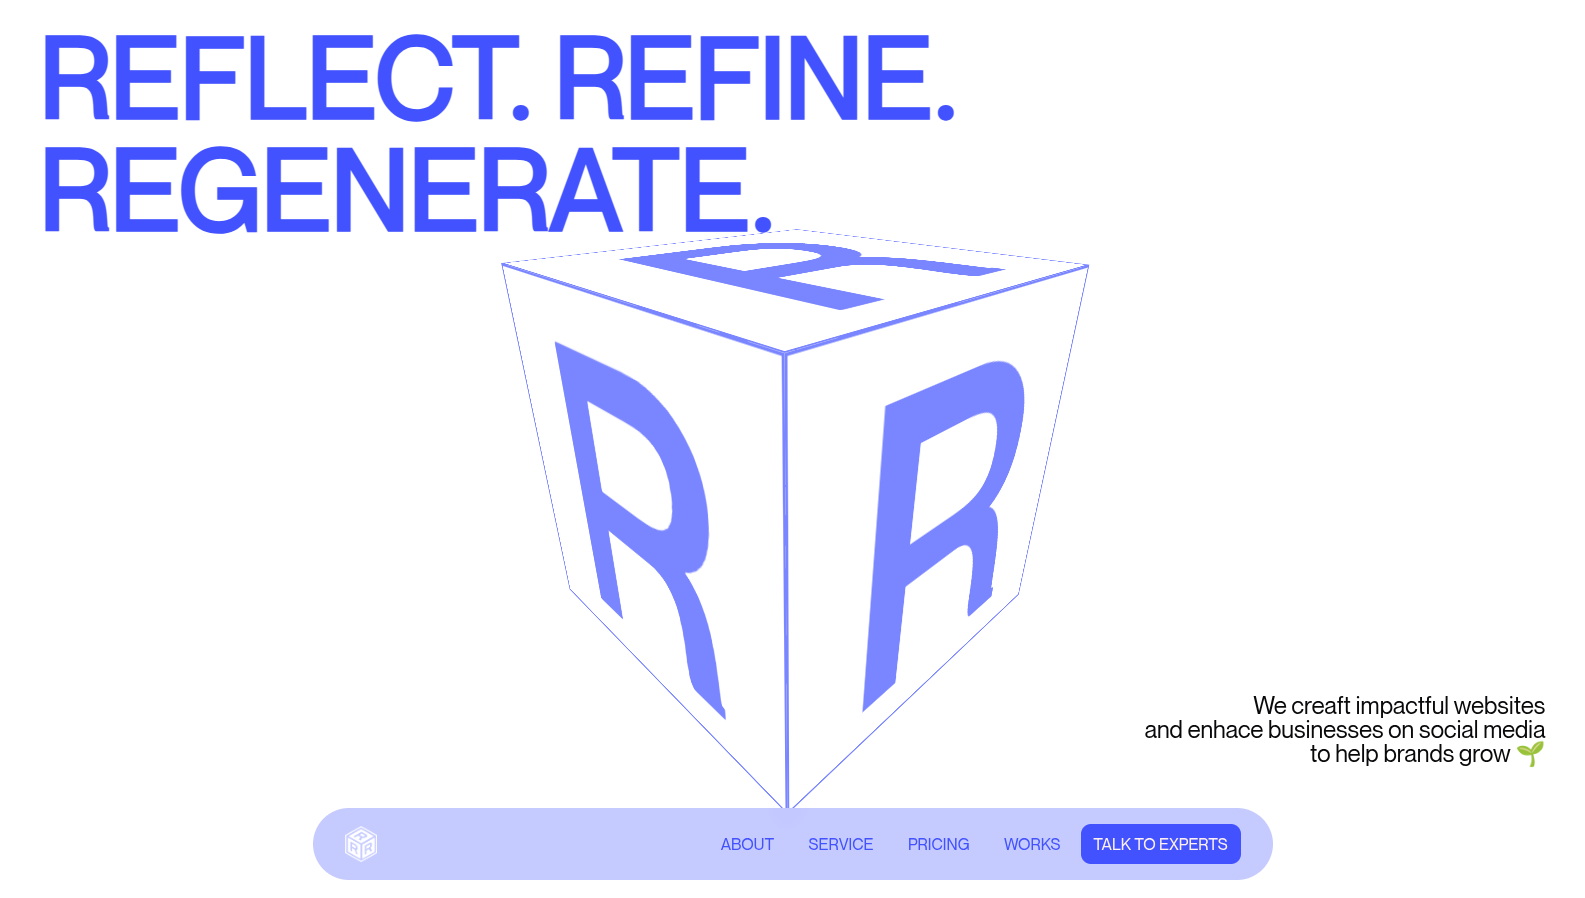 REFLECT. REFINE.
REGENERATE.
R
R R
We creaft impactful websites
and enhace businesses on social media
to help brands grow 🌱
R
R R
ABOUT SERVICE PRICING WORKS TALK TO EXPERTS